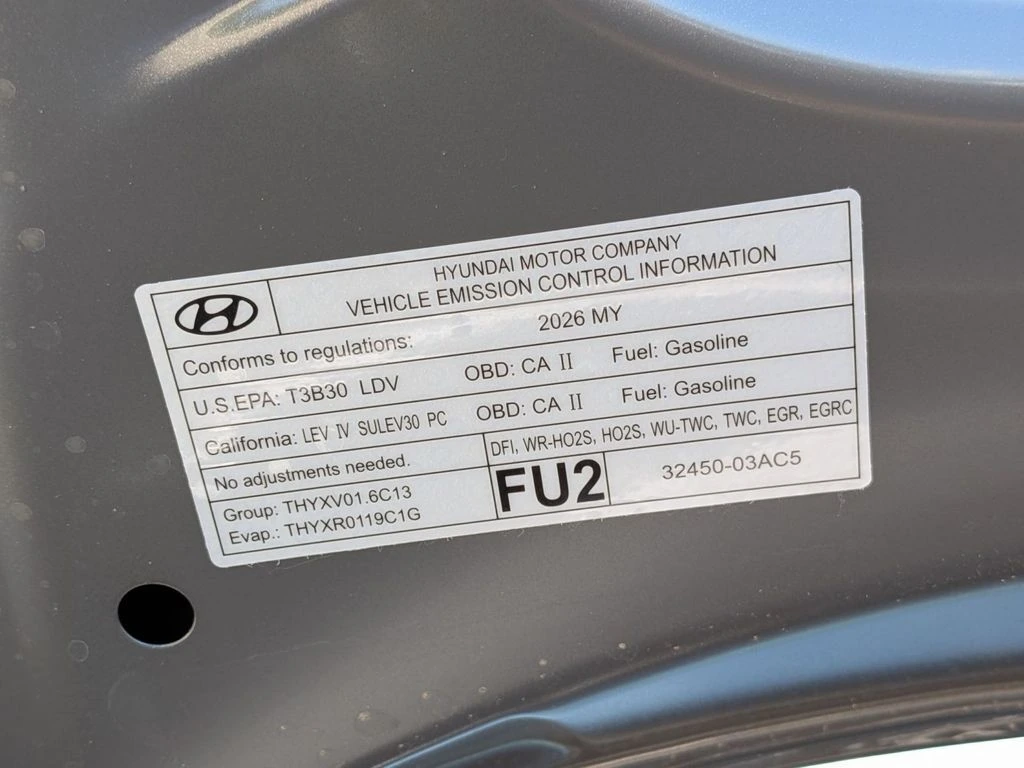 HYUNDAI MOTOR COMPANY
VEHICLE EMISSION CONTROL INFORMATION
Conforms to regulations: 2026 MY
U.S.EPA: T3B30 LDV OBD: CA II Fuel: Gasoline
California: LEV IV SULEV30 PC OBD: CA II Fuel: Gasoline
No adjustments needed. DFI, WR-HO2S, HO2S, WU-TWC, TWC, EGR, EGRC
Group: THYXV01.6C13
Evap.: THYXR0119C1G
FU2
32450-03AC5